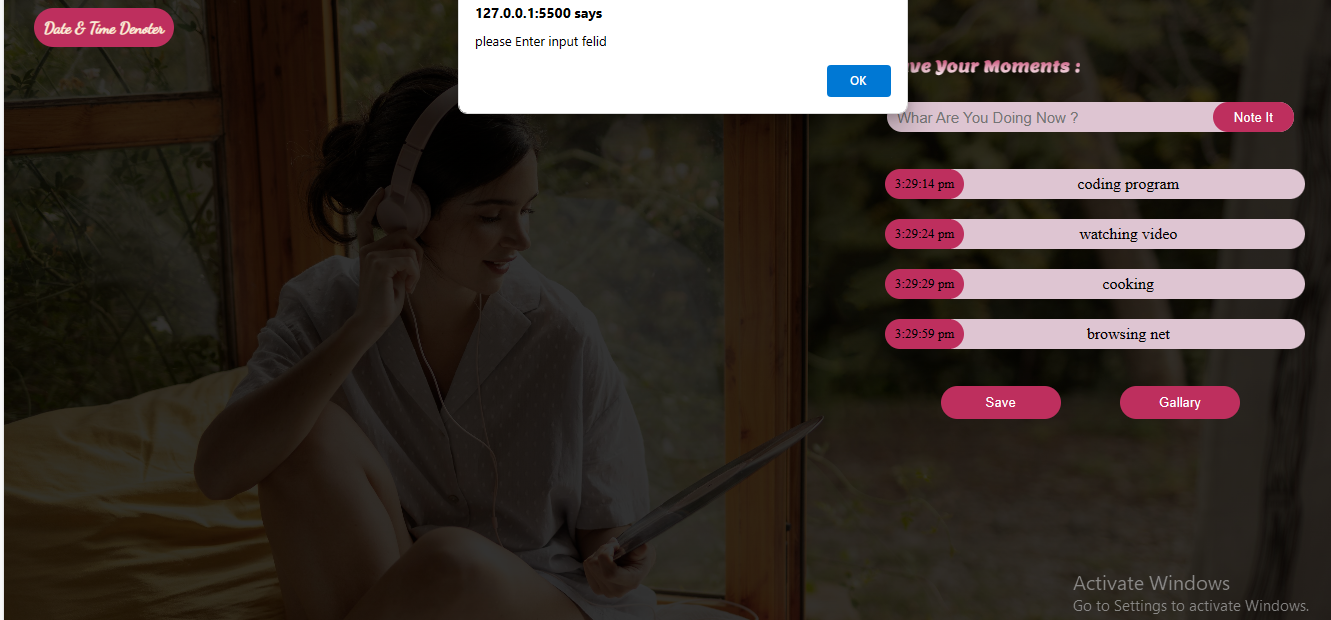 127.0.0.1:5500 says
please Enter input felid
OK
Date & Time Denoter
Your Moments :
Whar Are You Doing Now ?
Note It
3:29:14 pm coding program
3:29:24 pm watching video
3:29:29 pm cooking
3:29:59 pm browsing net
Save
Gallary
Activate Windows
Go to Settings to activate Windows.